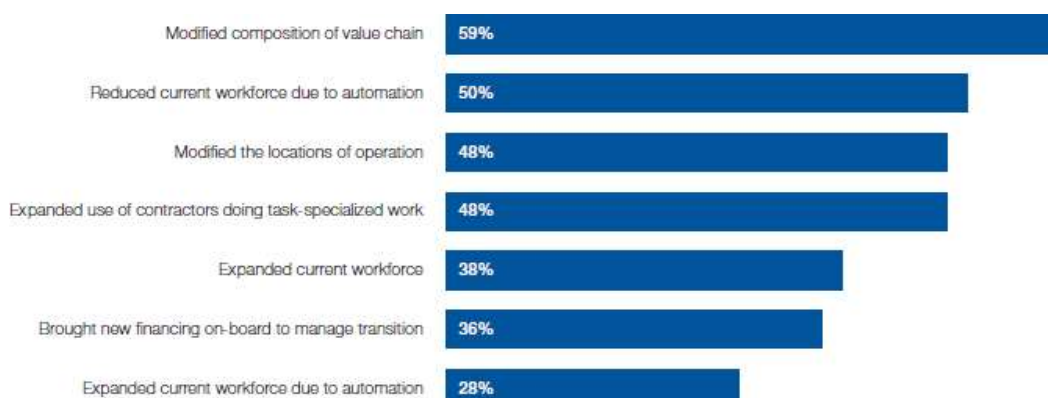 Modified composition of value chain 59%
Reduced current workforce due to automation 50%
Modified the locations of operation 48%
Expanded use of contractors doing task-specialized work 48%
Expanded current workforce 38%
Brought new financing on-board to manage transition 36%
Expanded current workforce due to automation 28%